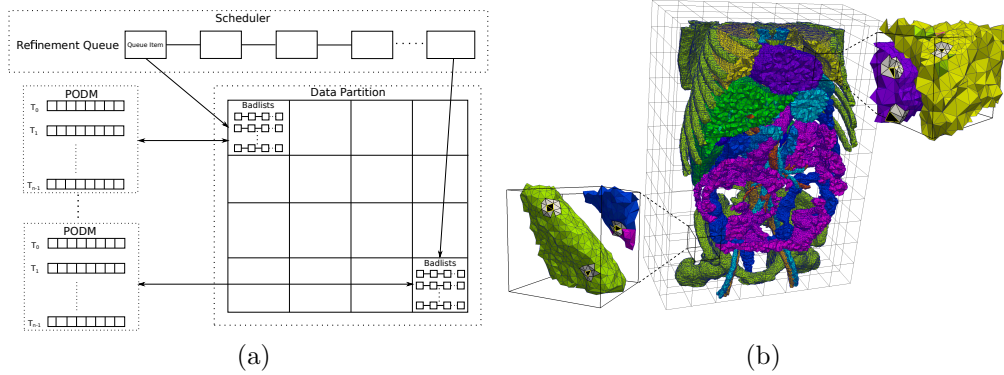 Scheduler
Refinement Queue
Queue Item
PODM
T0
T1
Tn-1
Data Partition
Badlists
PODM
T0
T1
Tn-1
Badlists
(a)
(b)